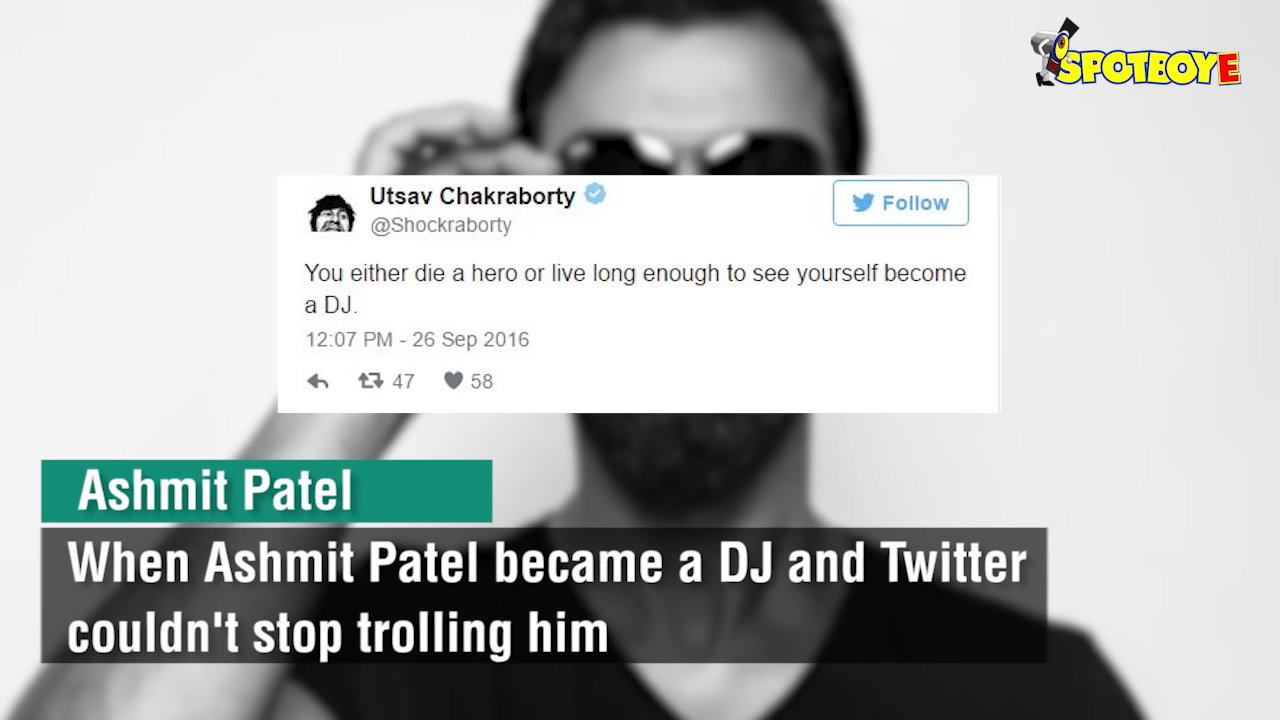 SPOTBOYE
Utsav Chakraborty
@Shockraborty
Follow
You either die a hero or live long enough to see yourself become
a DJ.
12:07 PM - 26 Sep 2016
47 58
Ashmit Patel
When Ashmit Patel became a DJ and Twitter
couldn't stop trolling him